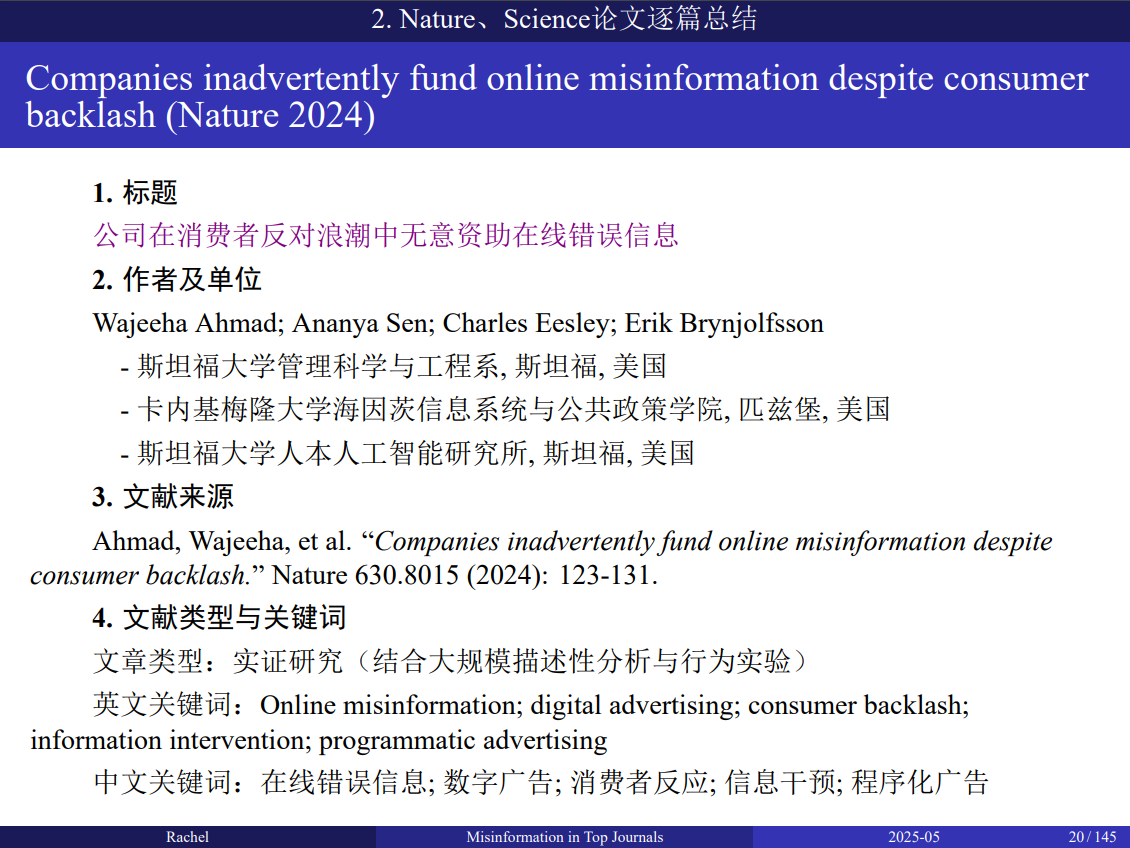 2. Nature、Science论文逐篇总结
Companies inadvertently fund online misinformation despite consumer
backlash (Nature 2024)
1. 标题
公司在消费者反对浪潮中无意资助在线错误信息
2. 作者及单位
Wajeeha Ahmad; Ananya Sen; Charles Eesley; Erik Brynjolfsson
- 斯坦福大学管理科学与工程系, 斯坦福, 美国
- 卡内基梅隆大学海因茨信息系统与公共政策学院, 匹兹堡, 美国
- 斯坦福大学人本人工智能研究所, 斯坦福, 美国
3. 文献来源
Ahmad, Wajeeha, et al. “Companies inadvertently fund online misinformation despite
consumer backlash.” Nature 630.8015 (2024): 123-131.
4. 文献类型与关键词
文章类型：实证研究（结合大规模描述性分析与行为实验）
英文关键词：Online misinformation; digital advertising; consumer backlash;
information intervention; programmatic advertising
中文关键词：在线错误信息; 数字广告; 消费者反应; 信息干预; 程序化广告
Rachel
Misinformation in Top Journals
2025-05
20 / 145